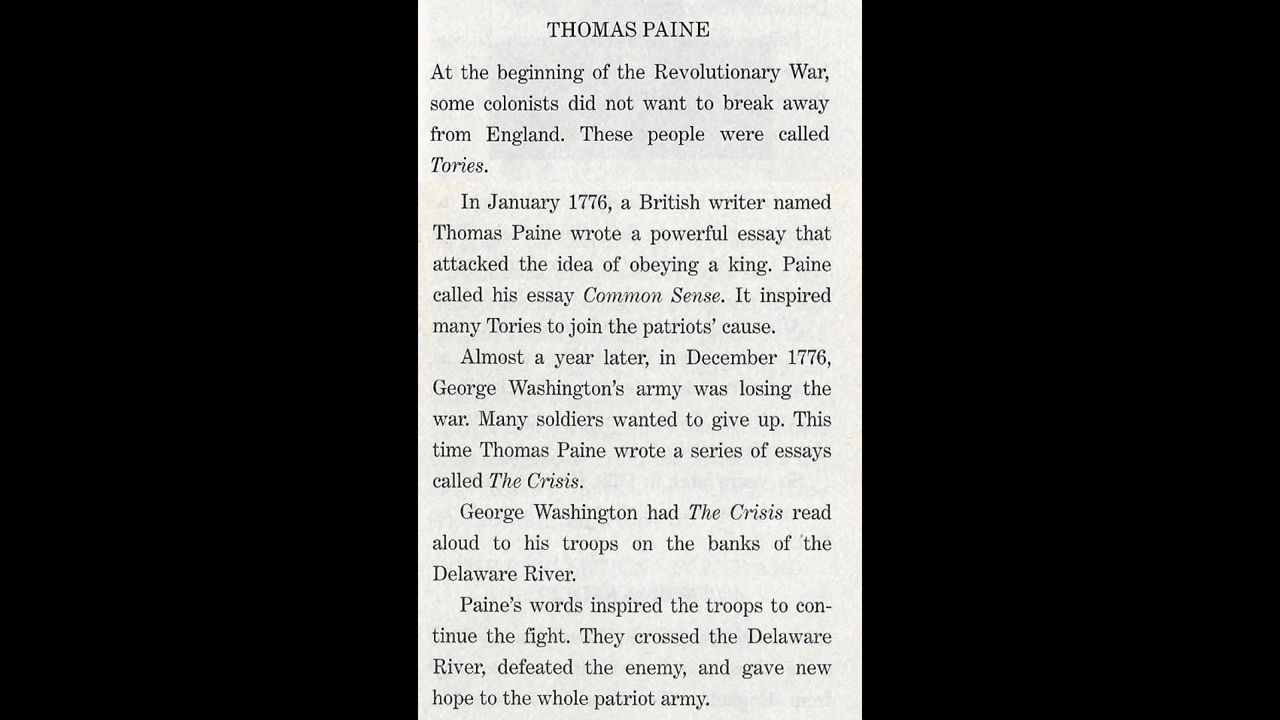 THOMAS PAINE
At the beginning of the Revolutionary War,
some colonists did not want to break away
from England. These people were called
Tories.
In January 1776, a British writer named
Thomas Paine wrote a powerful essay that
attacked the idea of obeying a king. Paine
called his essay Common Sense. It inspired
many Tories to join the patriots' cause.
Almost a year later, in December 1776,
George Washington's army was losing the
war. Many soldiers wanted to give up. This
time Thomas Paine wrote a series of essays
called The Crisis.
George Washington had The Crisis read
aloud to his troops on the banks of the
Delaware River.
Paine's words inspired the troops to con-
tinue the fight. They crossed the Delaware
River, defeated the enemy, and gave new
hope to the whole patriot army.